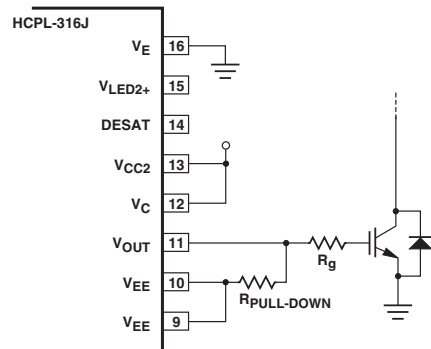 HCPL-316J
VE 16
VLED2+ 15
DESAT 14
VCC2 13
VC 12
VOUT 11
VEE 10
VEE 9
Rg
RPULL-DOWN